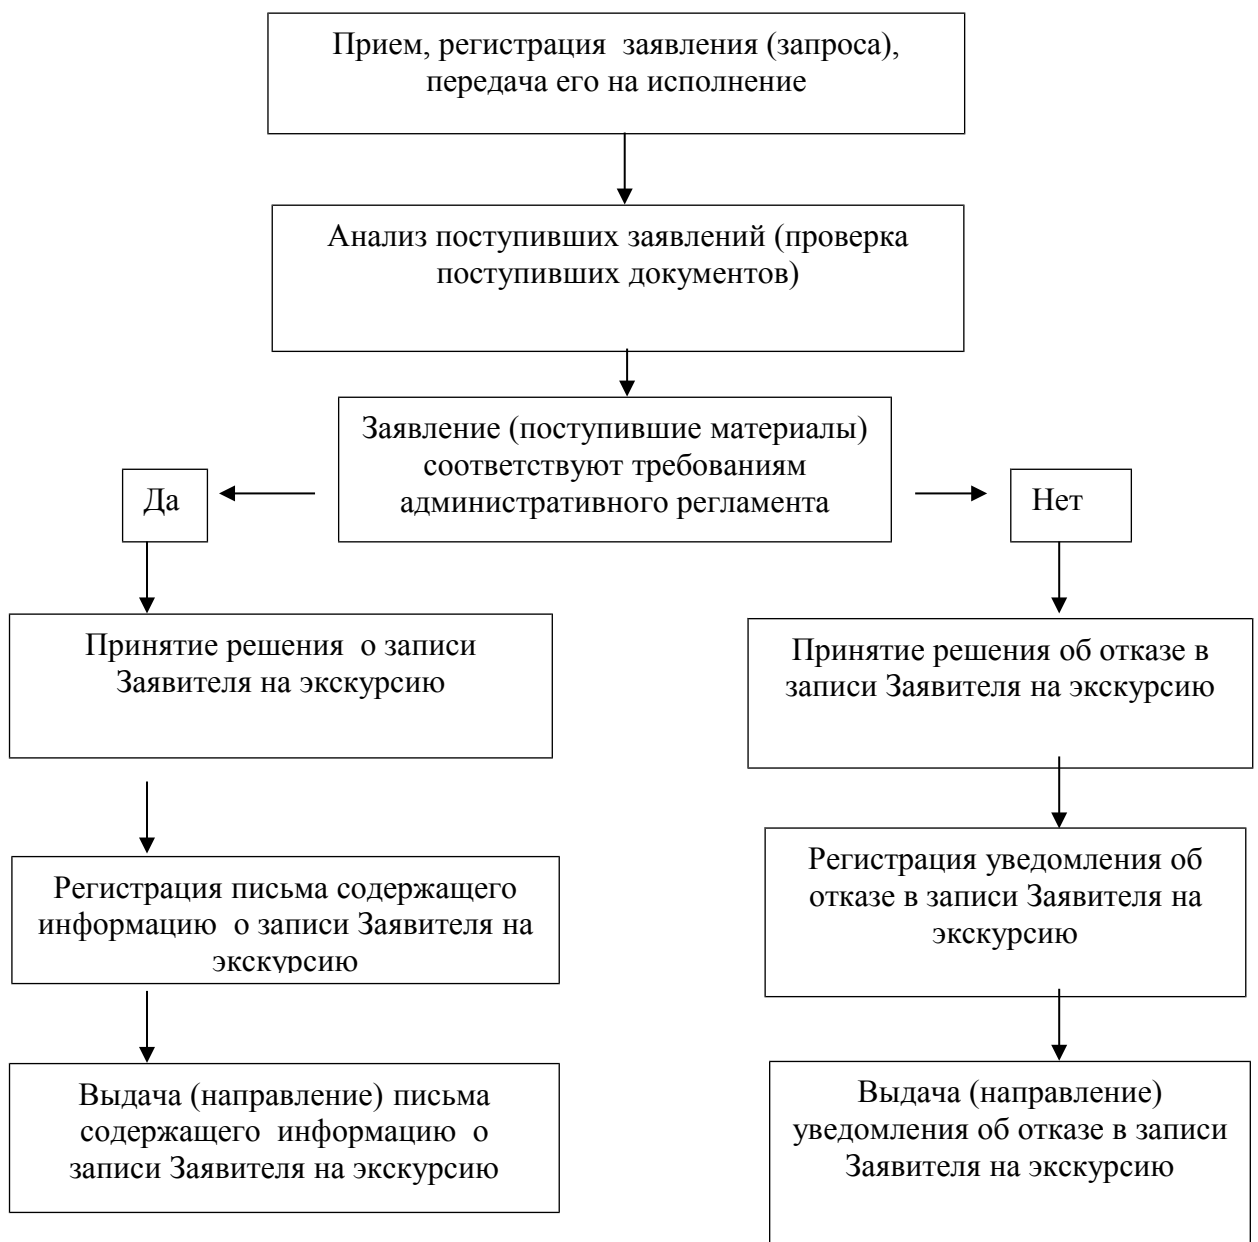 Прием, регистрация  заявления (запроса),
передача его на исполнение
Анализ поступивших заявлений (проверка
поступивших документов)
Заявление (поступившие материалы)
соответствуют требованиям
административного регламента
Да
Нет
Принятие решения  о записи
Заявителя на экскурсию
Принятие решения об отказе в
записи Заявителя на экскурсию
Регистрация письма содержащего
информацию  о записи Заявителя на
экскурсию
Регистрация уведомления об
отказе в записи Заявителя на
экскурсию
Выдача (направление) письма
содержащего  информацию  о
записи Заявителя на экскурсию
Выдача (направление)
уведомления об отказе в записи
Заявителя на экскурсию